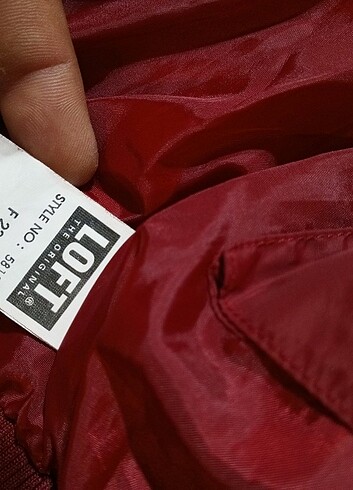 LOFT
THE ORIGINAL®
STYLE NO :